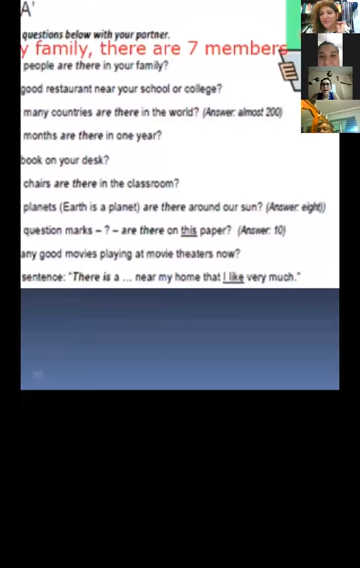 A'
questions below with your partner.
y family, there are 7 members
people are there in your family?
good restaurant near your school or college?
many countries are there in the world? (Answer: almost 200)
months are there in one year?
book on your desk?
chairs are there in the classroom?
planets (Earth is a planet) are there around our sun? (Answer: eight))
question marks – ? – are there on this paper? (Answer: 10)
any good movies playing at movie theaters now?
sentence: "There is a … near my home that I like very much."